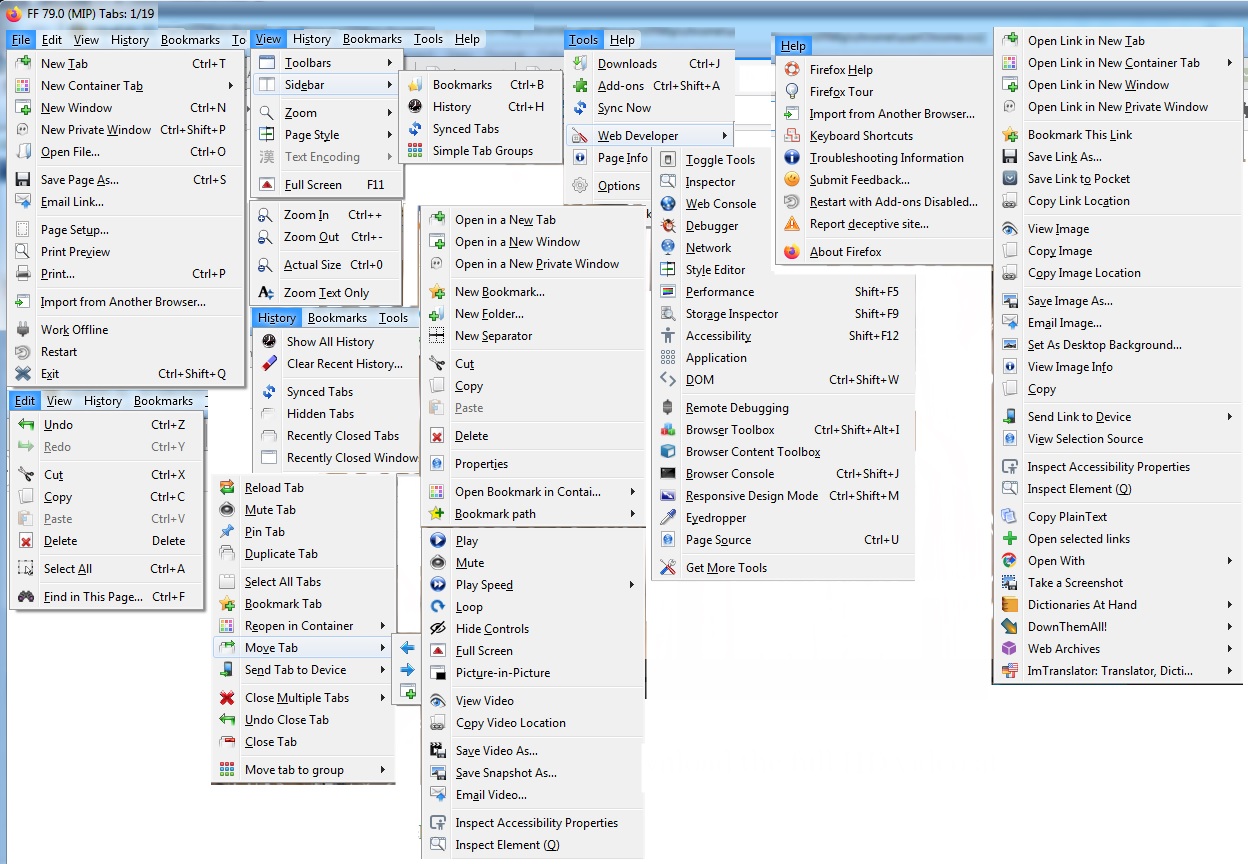 FF 79.0 (MIP) Tabs: 1/19
File Edit View History Bookmarks To
New Tab Ctrl+T
New Container Tab
New Window Ctrl+N
New Private Window Ctrl+Shift+P
Open File... Ctrl+O
Save Page As... Ctrl+S
Email Link...
Page Setup...
Print Preview
Print... Ctrl+P
Import from Another Browser...
Work Offline
Restart
Exit Ctrl+Shift+Q
Edit View History Bookmarks
Undo Ctrl+Z
Redo Ctrl+Y
Cut Ctrl+X
Copy Ctrl+C
Paste Ctrl+V
Delete Delete
Select All Ctrl+A
Find in This Page... Ctrl+F
View History Bookmarks Tools Help
Toolbars
Sidebar
Zoom
Page Style
漢 Text Encoding
Full Screen F11
Bookmarks Ctrl+B
History Ctrl+H
Synced Tabs
Simple Tab Groups
Zoom In Ctrl++
Zoom Out Ctrl+-
Actual Size Ctrl+0
Zoom Text Only
History Bookmarks Tools
Show All History
Clear Recent History...
Synced Tabs
Hidden Tabs
Recently Closed Tabs
Recently Closed Window
Reload Tab
Mute Tab
Pin Tab
Duplicate Tab
Select All Tabs
Bookmark Tab
Reopen in Container
Move Tab
Send Tab to Device
Close Multiple Tabs
Undo Close Tab
Close Tab
Move tab to group
Open in a New Tab
Open in a New Window
Open in a New Private Window
New Bookmark...
New Folder...
New Separator
Cut
Copy
Paste
Delete
Properties
Open Bookmark in Contai...
Bookmark path
Play
Mute
Play Speed
Loop
Hide Controls
Full Screen
Picture-in-Picture
View Video
Copy Video Location
Save Video As...
Save Snapshot As...
Email Video...
Inspect Accessibility Properties
Inspect Element (Q)
Tools Help
Downloads Ctrl+J
Add-ons Ctrl+Shift+A
Sync Now
Web Developer
Page Info
Options
Toggle Tools
Inspector
Web Console
Debugger
Network
Style Editor
Performance Shift+F5
Storage Inspector Shift+F9
Accessibility Shift+F12
Application
DOM Ctrl+Shift+W
Remote Debugging
Browser Toolbox Ctrl+Shift+Alt+I
Browser Content Toolbox
Browser Console Ctrl+Shift+J
Responsive Design Mode Ctrl+Shift+M
Eyedropper
Page Source Ctrl+U
Get More Tools
Help
Firefox Help
Firefox Tour
Import from Another Browser...
Keyboard Shortcuts
Troubleshooting Information
Submit Feedback...
Restart with Add-ons Disabled...
Report deceptive site...
About Firefox
Open Link in New Tab
Open Link in New Container Tab
Open Link in New Window
Open Link in New Private Window
Bookmark This Link
Save Link As...
Save Link to Pocket
Copy Link Location
View Image
Copy Image
Copy Image Location
Save Image As...
Email Image...
Set As Desktop Background...
View Image Info
Copy
Send Link to Device
View Selection Source
Inspect Accessibility Properties
Inspect Element (Q)
Copy PlainText
Open selected links
Open With
Take a Screenshot
Dictionaries At Hand
DownThemAll!
Web Archives
ImTranslator: Translator, Dicti...